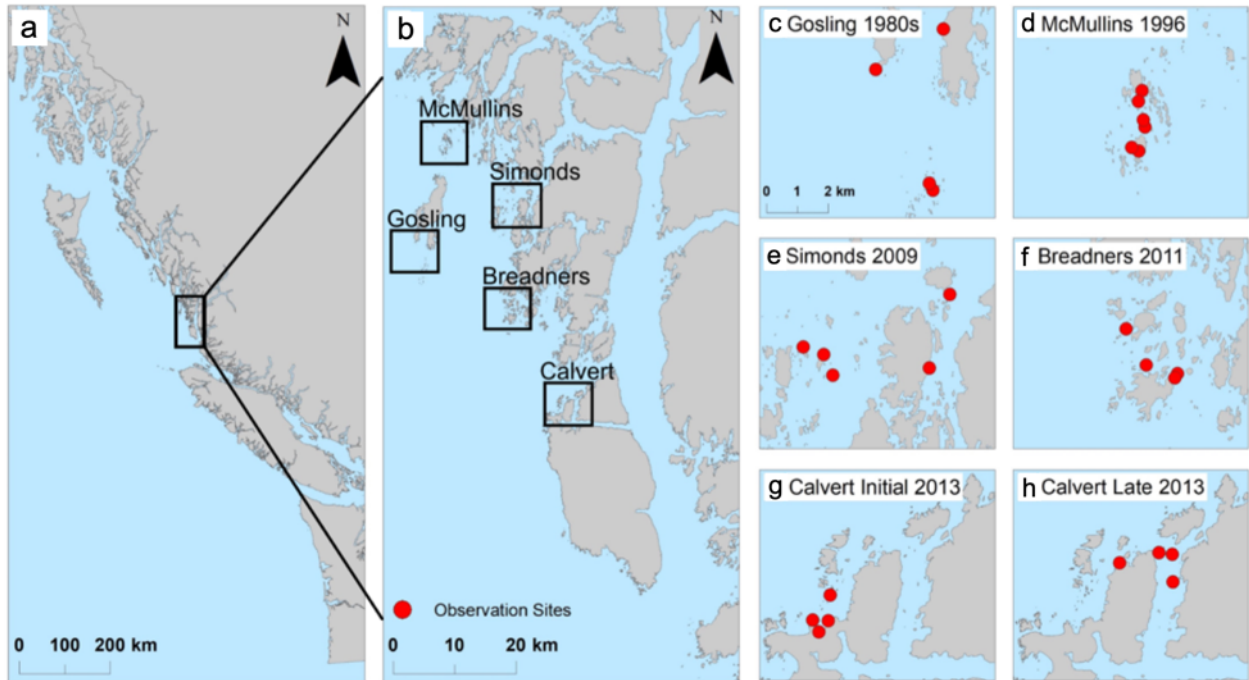 a
N
0 100 200 km
b
N
McMullins
Simonds
Gosling
Breadners
Calvert
Observation Sites
0 10 20 km
c Gosling 1980s
0 1 2 km
d McMullins 1996
e Simonds 2009
f Breadners 2011
g Calvert Initial 2013
h Calvert Late 2013